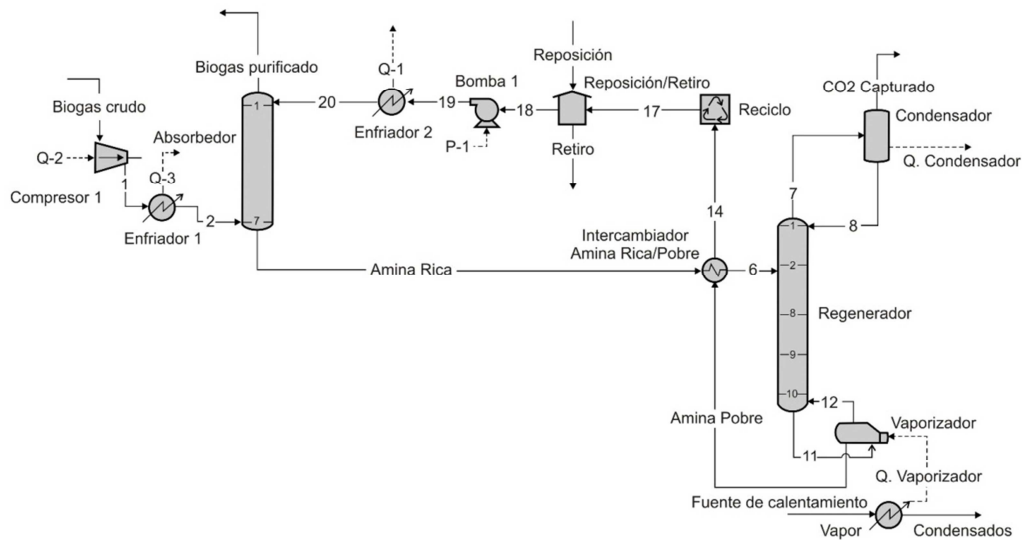 Reposición
Biogas purificado
Q-1
Bomba 1
Reposición/Retiro
CO2 Capturado
Biogas crudo
1
20
19
18
17
Reciclo
Condensador
Absorbedor
Enfriador 2
P-1
Retiro
Q-2
Q-3
Q. Condensador
Compresor 1
1
7
2
7
Enfriador 1
14
1
8
Intercambiador
Amina Rica/Pobre
Amina Rica
6
2
8
Regenerador
9
10
12
Amina Pobre
Vaporizador
11
Q. Vaporizador
Fuente de calentamiento
Vapor
Condensados